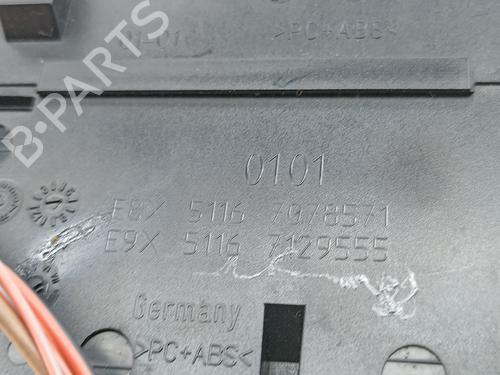 >PC+ABS<
0101
E8X 5116 7078571
E9X 5116 7129555
Germany
>PC+ABS<
B-PARTS